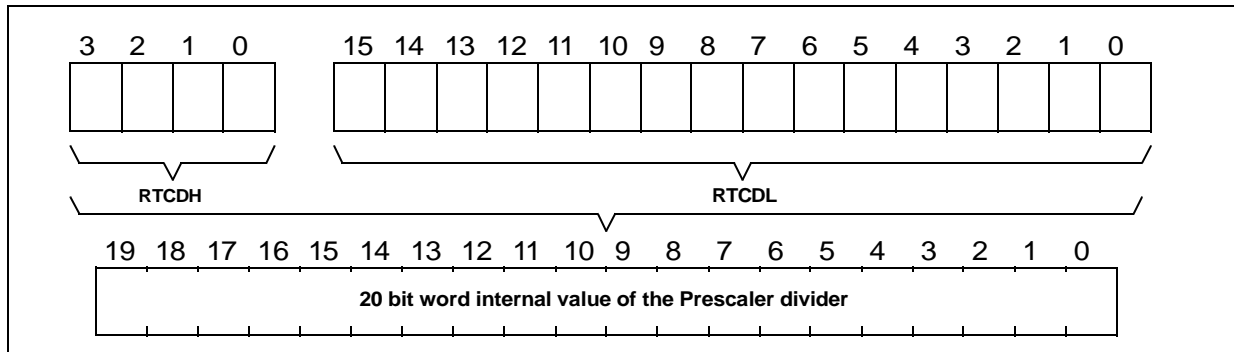 3 2 1 0 15 14 13 12 11 10 9 8 7 6 5 4 3 2 1 0
RTCDH RTCDL
19 18 17 16 15 14 13 12 11 10 9 8 7 6 5 4 3 2 1 0
20 bit word internal value of the Prescaler divider